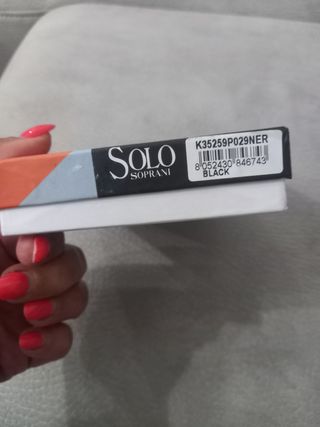 SOLO
SOPRANI
K35259P029NER
8 052430 846743
BLACK